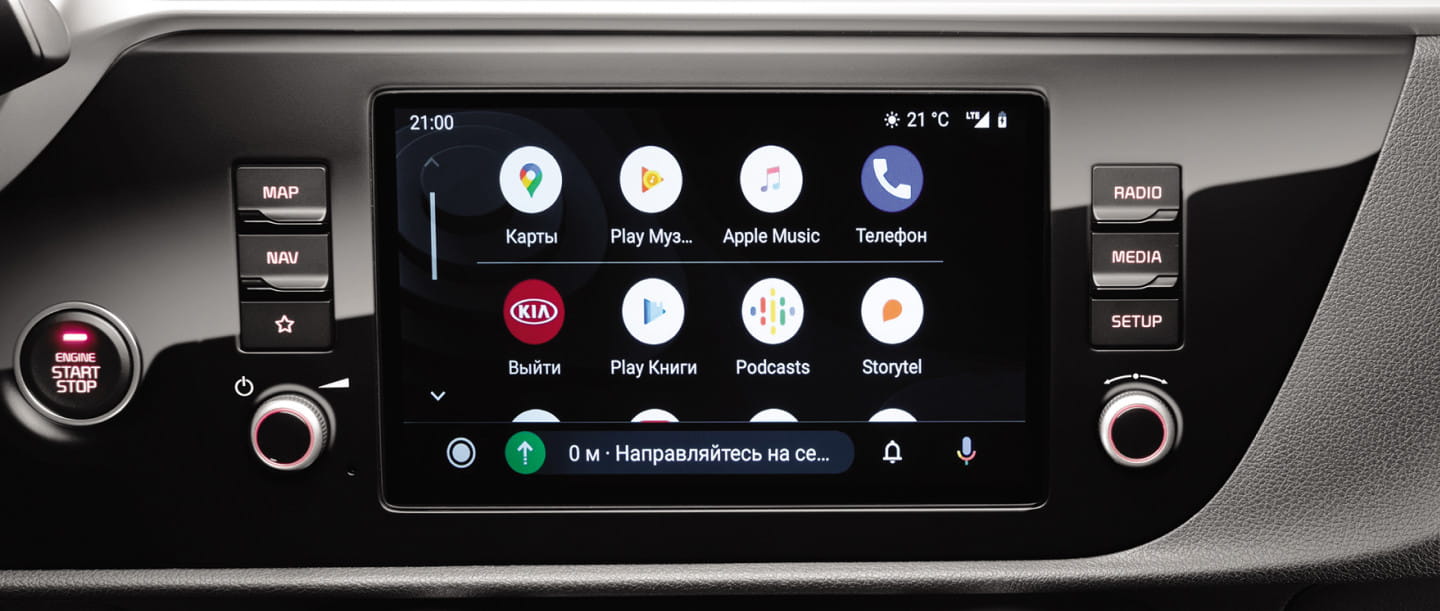 21:00
21 °C
LTE
MAP
NAV
ENGINE
START
STOP
Карты
Play Муз...
Apple Music
Телефон
KIA
Выйти
Play Книги
Podcasts
Storytel
0 м · Направляйтесь на се...
RADIO
MEDIA
SETUP